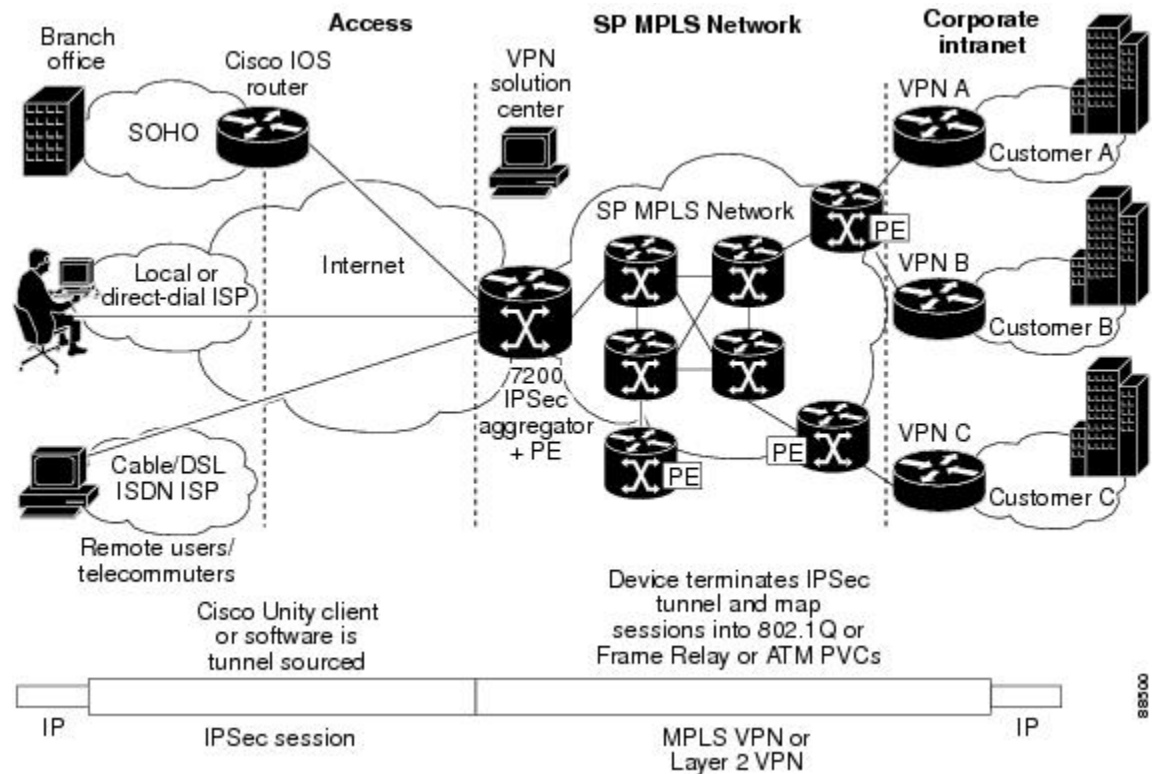 Branch
office
Access
SP MPLS Network
Corporate
intranet
Cisco IOS
router
VPN
solution
center
VPN A
SOHO
Customer A
SP MPLS Network
PE
Internet
VPN B
Local or
direct-dial ISP
Customer B
7200
IPSec
aggregator
+ PE
VPN C
PE
PE
Cable/DSL
ISDN ISP
Customer C
Remote users/
telecommuters
Cisco Unity client
or software is
tunnel sourced
Device terminates IPSec
tunnel and map
sessions into 802.1Q or
Frame Relay or ATM PVCs
IP
IPSec session
MPLS VPN or
Layer 2 VPN
IP
88500